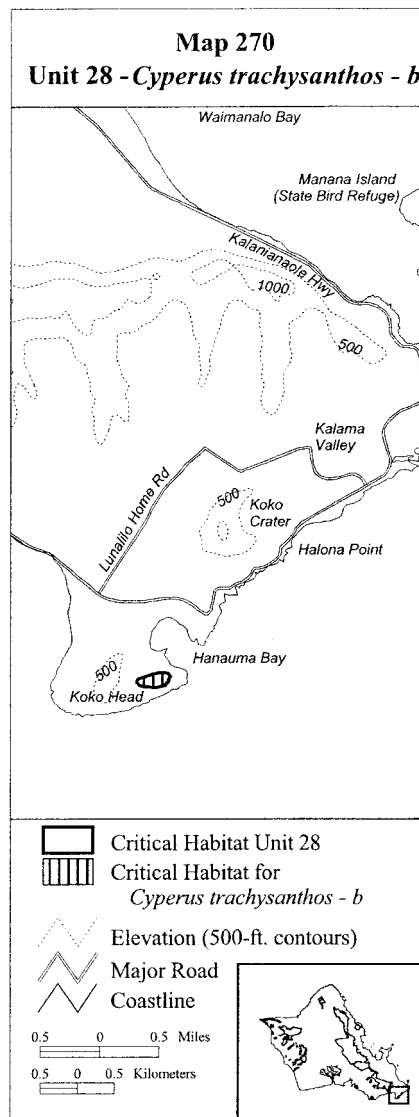 Map 270
Unit 28 - Cyperus trachysanthos - b
Waimanalo Bay
Manana Island
(State Bird Refuge)
Kalanianaole Hwy
1000
500
Kalama
Valley
Lunalilo Home Rd
500
Koko
Crater
Halona Point
Hanauma Bay
500
Koko Head
Critical Habitat Unit 28
Critical Habitat for
Cyperus trachysanthos - b
Elevation (500-ft. contours)
Major Road
Coastline
0.5 0 0.5 Miles
0.5 0 0.5 Kilometers